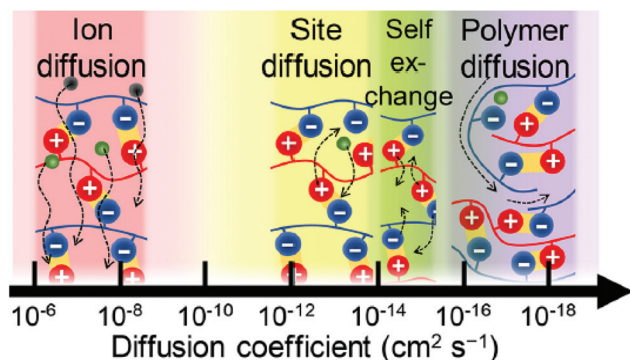 Ion
diffusion
Site
diffusion
Self
ex-
change
Polymer
diffusion
10⁻⁶ 10⁻⁸ 10⁻¹⁰ 10⁻¹² 10⁻¹⁴ 10⁻¹⁶ 10⁻¹⁸
Diffusion coefficient (cm² s⁻¹)